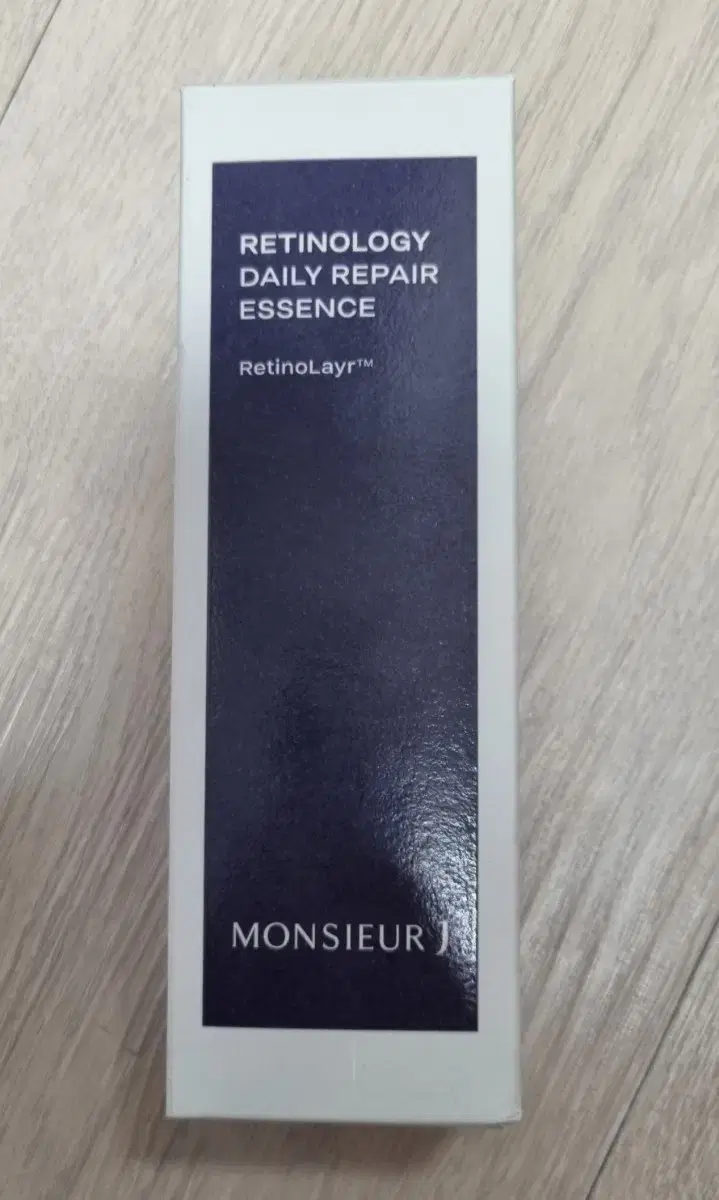 RETINOLOGY
DAILY REPAIR
ESSENCE
RetinoLayr™
MONSIEUR J